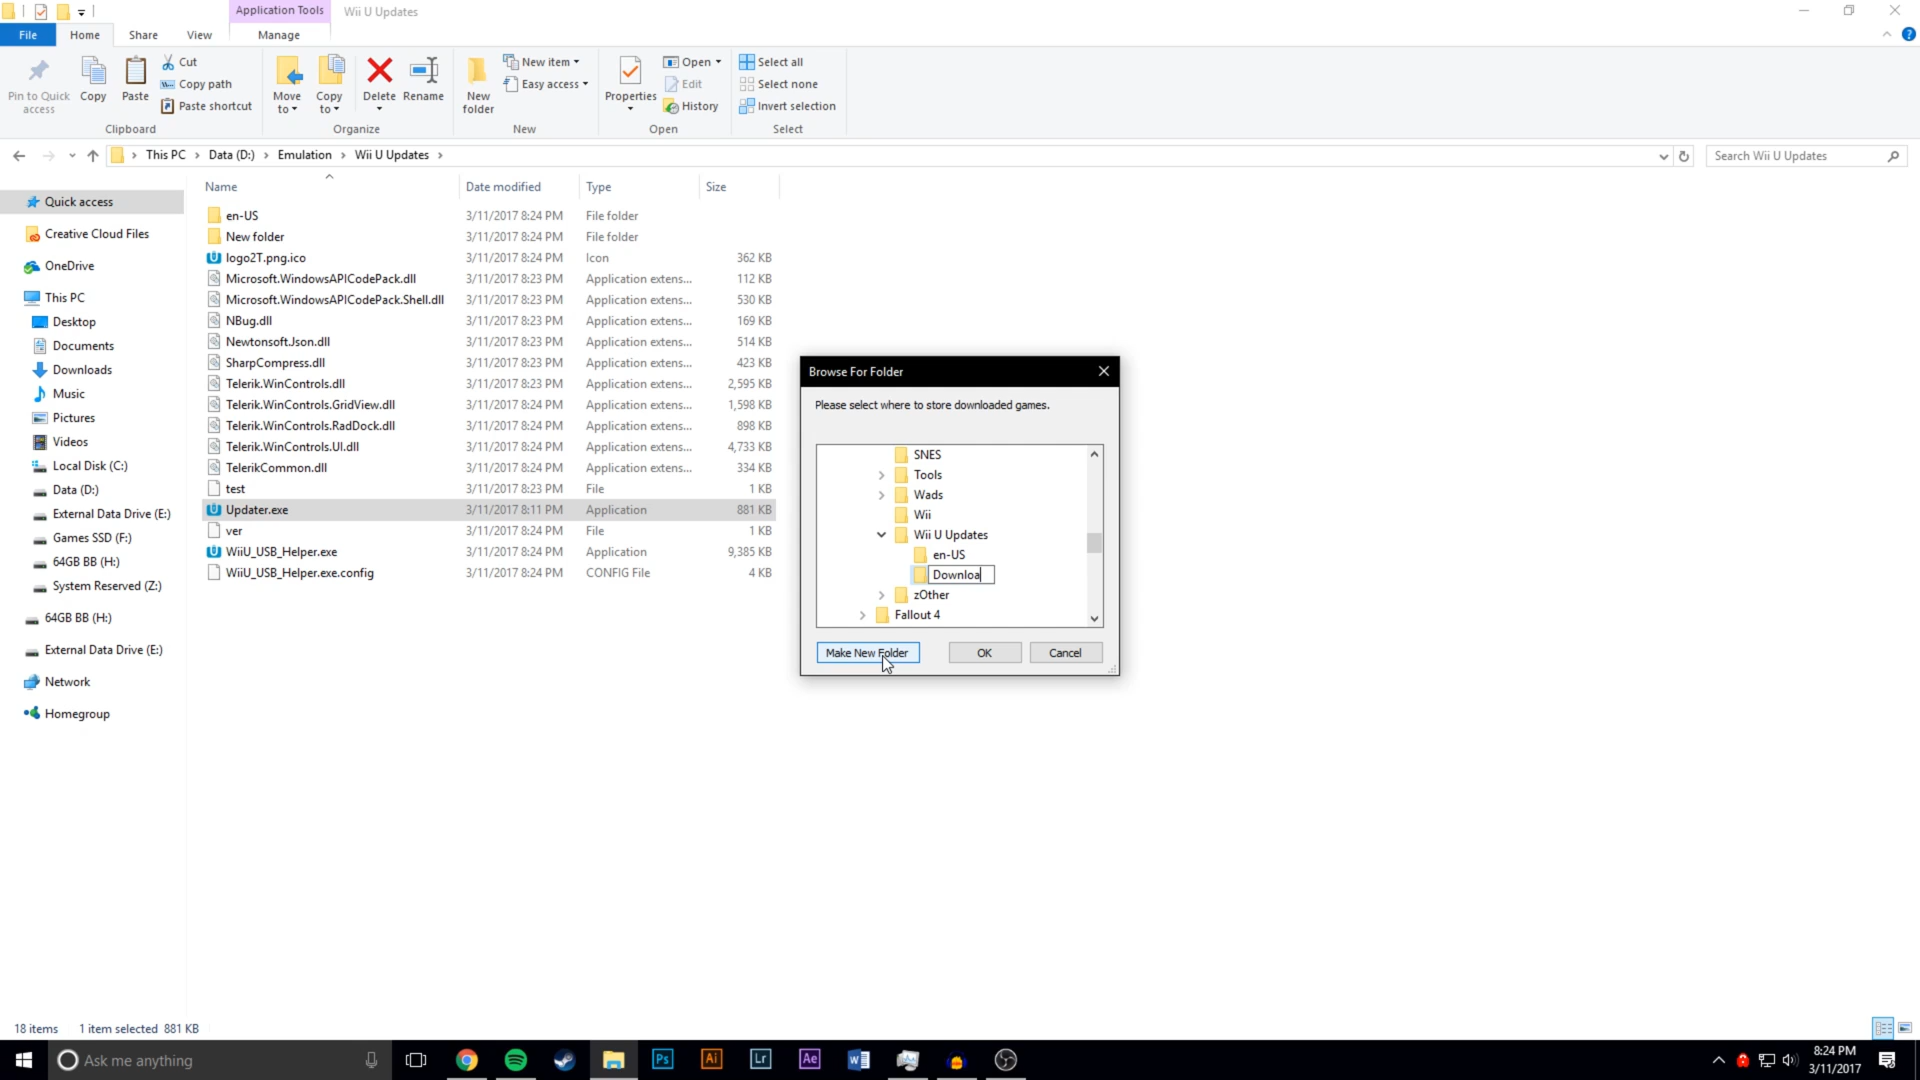 Application Tools
Wii U Updates
File
Home
Share
View
Manage
Pin to Quick access
Copy
Paste
Cut
Copy path
Paste shortcut
Clipboard
Move to
Copy to
Delete
Rename
Organize
New folder
New item
Easy access
New
Properties
Open
Edit
History
Open
Select all
Select none
Invert selection
Select
This PC
Data (D:)
Emulation
Wii U Updates
Search Wii U Updates
Name
Date modified
Type
Size
Quick access
Creative Cloud Files
OneDrive
This PC
Desktop
Documents
Downloads
Music
Pictures
Videos
Local Disk (C:)
Data (D:)
External Data Drive (E:)
Games SSD (F:)
64GB BB (H:)
System Reserved (Z:)
64GB BB (H:)
External Data Drive (E:)
Network
Homegroup
en-US 3/11/2017 8:24 PM File folder
New folder 3/11/2017 8:24 PM File folder
logo2T.png.ico 3/11/2017 8:24 PM Icon 362 KB
Microsoft.WindowsAPICodePack.dll 3/11/2017 8:23 PM Application extens... 112 KB
Microsoft.WindowsAPICodePack.Shell.dll 3/11/2017 8:23 PM Application extens... 530 KB
NBug.dll 3/11/2017 8:23 PM Application extens... 169 KB
Newtonsoft.Json.dll 3/11/2017 8:23 PM Application extens... 514 KB
SharpCompress.dll 3/11/2017 8:23 PM Application extens... 423 KB
Telerik.WinControls.dll 3/11/2017 8:23 PM Application extens... 2,595 KB
Telerik.WinControls.GridView.dll 3/11/2017 8:24 PM Application extens... 1,598 KB
Telerik.WinControls.RadDock.dll 3/11/2017 8:24 PM Application extens... 898 KB
Telerik.WinControls.UI.dll 3/11/2017 8:24 PM Application extens... 4,733 KB
TelerikCommon.dll 3/11/2017 8:24 PM Application extens... 334 KB
test 3/11/2017 8:23 PM File 1 KB
Updater.exe 3/11/2017 8:11 PM Application 881 KB
ver 3/11/2017 8:24 PM File 1 KB
WiiU_USB_Helper.exe 3/11/2017 8:24 PM Application 9,385 KB
WiiU_USB_Helper.exe.config 3/11/2017 8:24 PM CONFIG File 4 KB
Browse For Folder
Please select where to store downloaded games.
SNES
Tools
Wads
Wii
Wii U Updates
en-US
Downloa
zOther
Fallout 4
Make New Folder
OK
Cancel
18 items
1 item selected 881 KB
Ask me anything
Ps
Ai
Lr
Ae
8:24 PM
3/11/2017